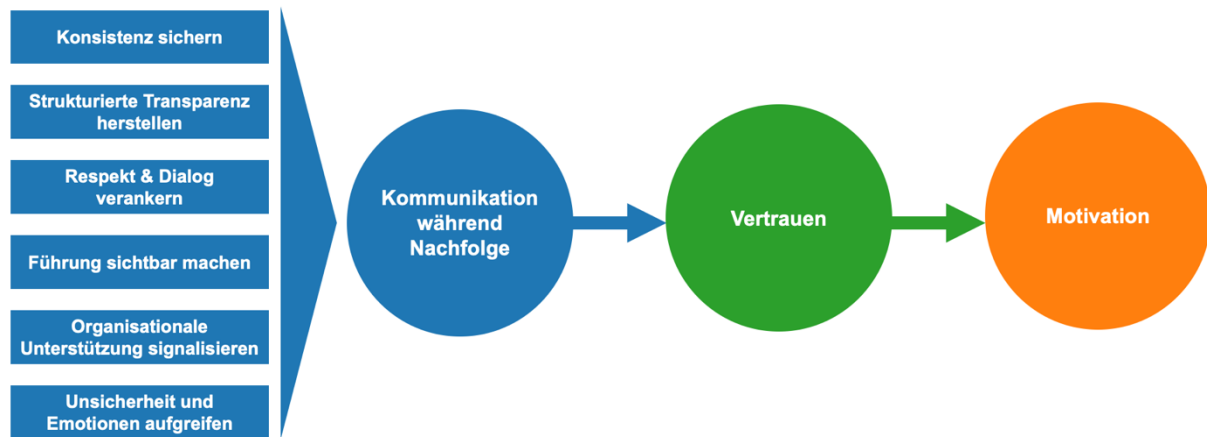 Konsistenz sichern
Strukturierte Transparenz
herstellen
Respekt & Dialog
verankern
Führung sichtbar machen
Organisationale
Unterstützung signalisieren
Unsicherheit und
Emotionen aufgreifen
Kommunikation
während
Nachfolge
Vertrauen
Motivation